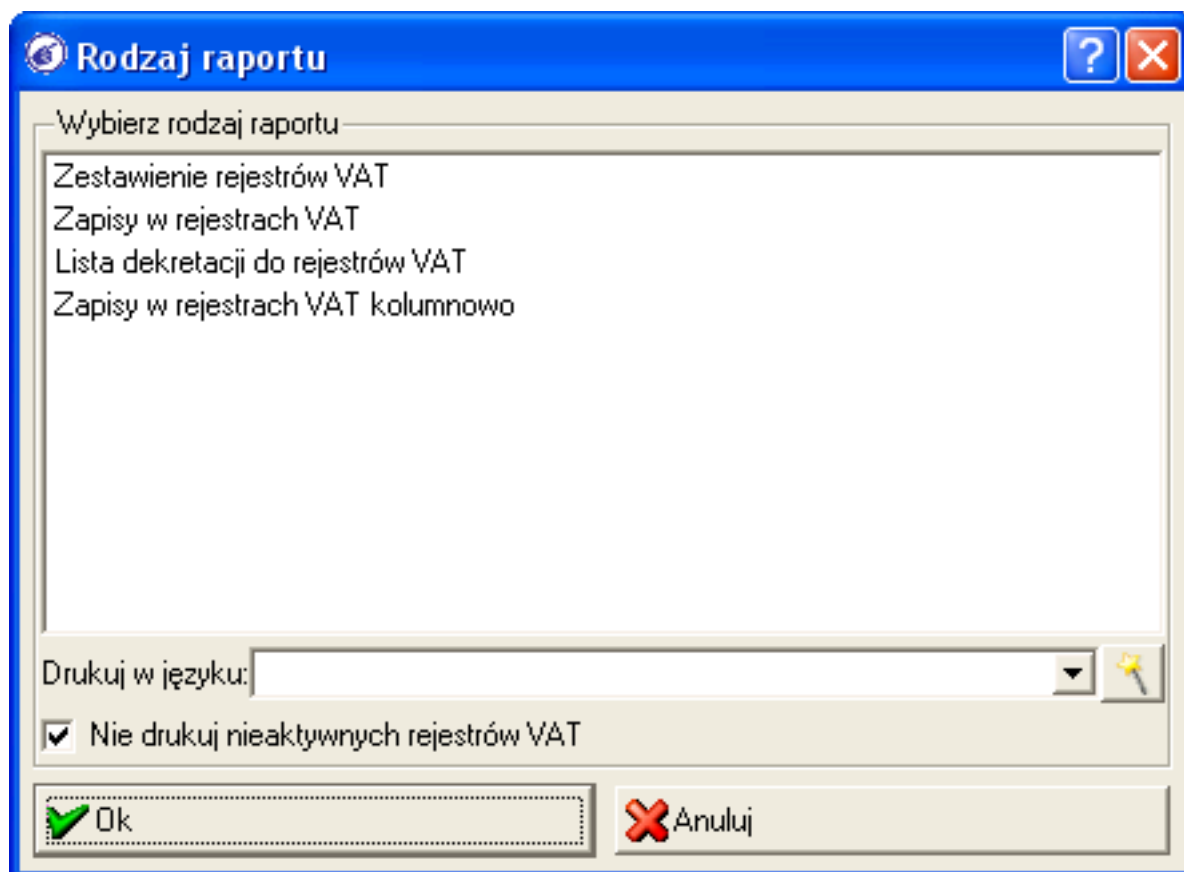 Rodzaj raportu
Wybierz rodzaj raportu
Zestawienie rejestrów VAT
Zapisy w rejestrach VAT
Lista dekretacji do rejestrów VAT
Zapisy w rejestrach VAT kolumnowo
Drukuj w języku:
Nie drukuj nieaktywnych rejestrów VAT
Ok
Anuluj